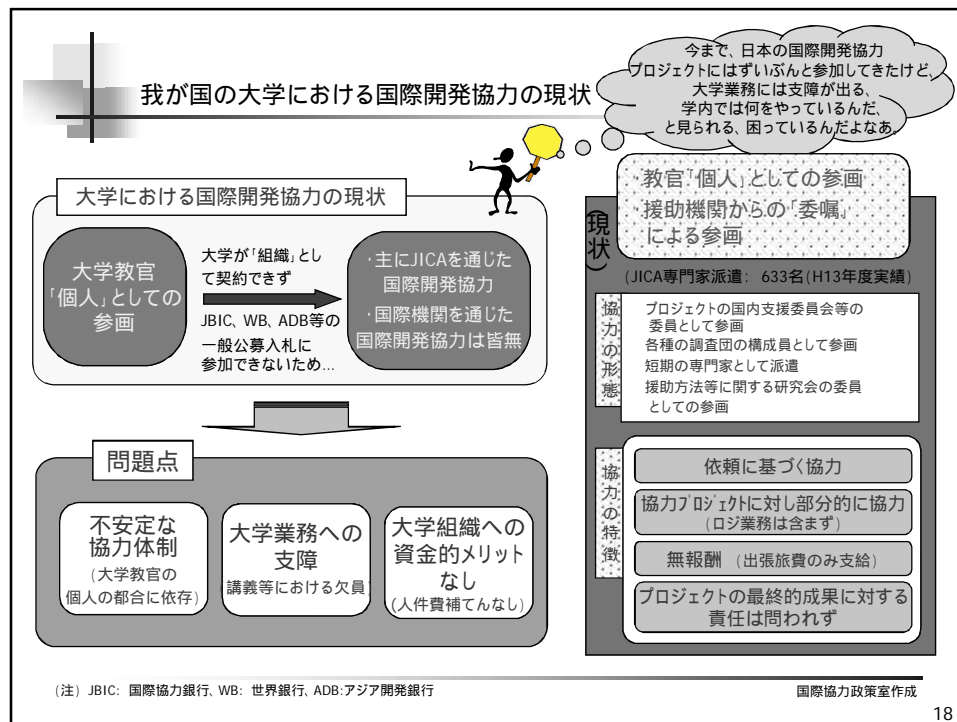 我が国の大学における国際開発協力の現状
今まで、日本の国際開発協力
プロジェクトにはずいぶんと参加してきたけど、
大学業務には支障が出る、
学内では何をやっているんだ、
と見られる、困っているんだよなあ。
大学における国際開発協力の現状
大学教官
「個人」としての
参画
大学が「組織」とし
て契約できず
JBIC、WB、ADB等の
一般公募入札に
参加できないため...
・主にJICAを通じた
国際開発協力
・国際機関を通じた
国際開発協力は皆無
問題点
不安定な
協力体制
(大学教官の
個人の都合に依存)
大学業務への
支障
(講義等における欠員)
大学組織への
資金的メリット
なし
(人件費補てんなし)
(現状)
・教官「個人」としての参画
・援助機関からの「委嘱」
による参画
(JICA専門家派遣: 633名(H13年度実績)
協力の形態
プロジェクトの国内支援委員会等の
委員として参画
各種の調査団の構成員として参画
短期の専門家として派遣
援助方法等に関する研究会の委員
としての参画
協力の特徴
依頼に基づく協力
協力プロジェクトに対し部分的に協力
(ロジ業務は含まず)
無報酬 (出張旅費のみ支給)
プロジェクトの最終的成果に対する
責任は問われず
(注) JBIC: 国際協力銀行、WB: 世界銀行、ADB:アジア開発銀行
国際協力政策室作成
18